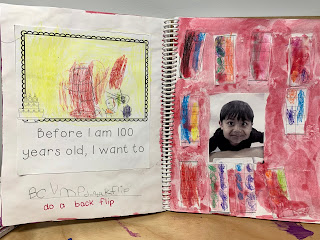 Before I am 100
years old, I want to
do a back flip